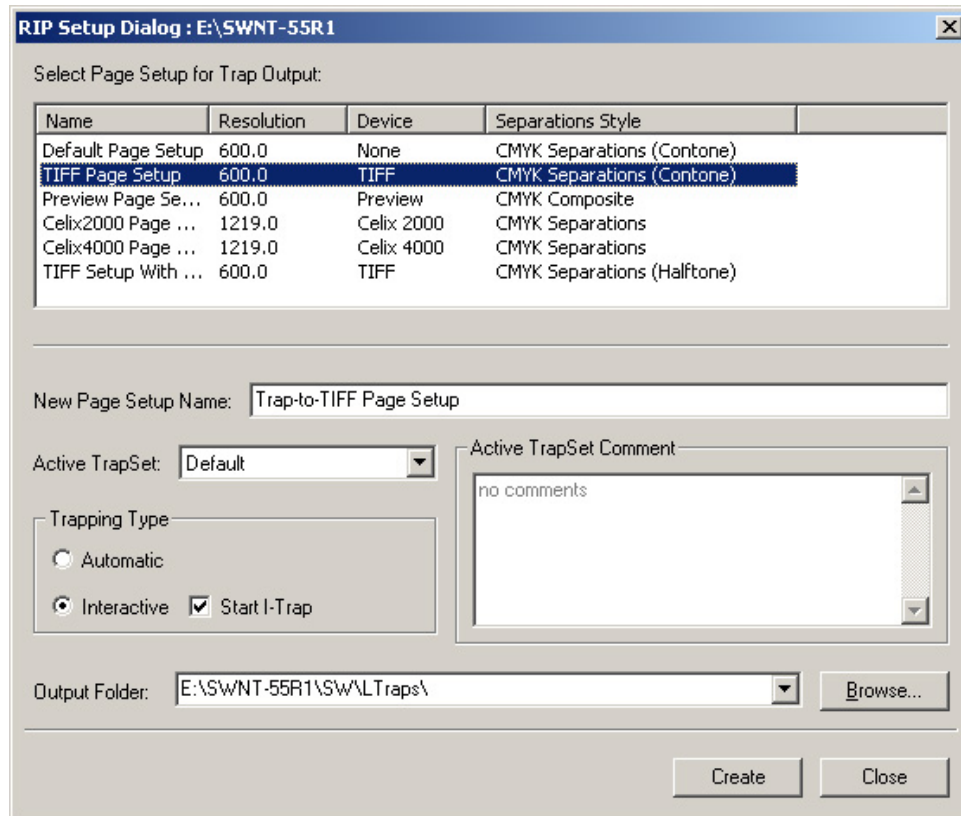 RIP Setup Dialog : E:\SWNT-55R1
Select Page Setup for Trap Output:
Name Resolution Device Separations Style
Default Page Setup 600.0 None CMYK Separations (Contone)
TIFF Page Setup 600.0 TIFF CMYK Separations (Contone)
Preview Page Se... 600.0 Preview CMYK Composite
Celix2000 Page ... 1219.0 Celix 2000 CMYK Separations
Celix4000 Page ... 1219.0 Celix 4000 CMYK Separations
TIFF Setup With ... 600.0 TIFF CMYK Separations (Halftone)
New Page Setup Name: Trap-to-TIFF Page Setup
Active TrapSet: Default
Active TrapSet Comment
no comments
Trapping Type
Automatic
Interactive Start I-Trap
Output Folder: E:\SWNT-55R1\SW\LTraps\ Browse...
Create Close